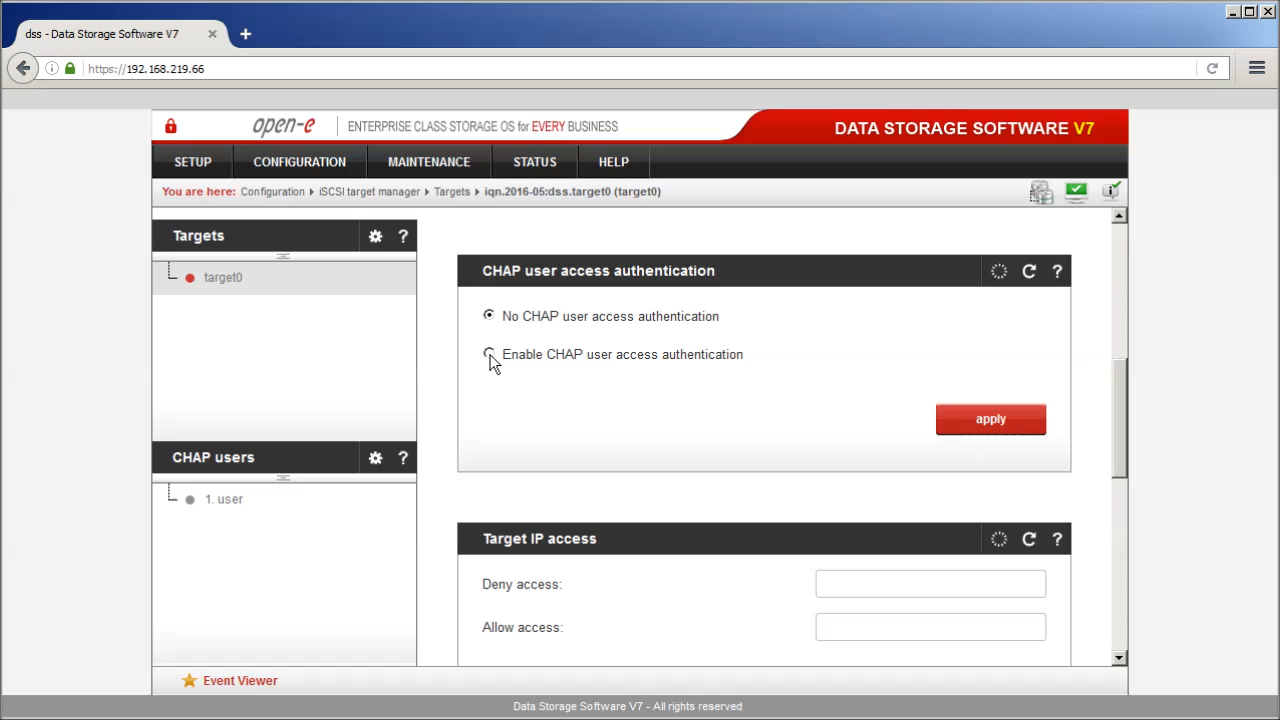 dss - Data Storage Software V7
https://192.168.219.66
open-e ENTERPRISE CLASS STORAGE OS for EVERY BUSINESS
DATA STORAGE SOFTWARE V7
SETUP CONFIGURATION MAINTENANCE STATUS HELP
You are here: Configuration iSCSI target manager Targets iqn.2016-05:dss.target0 (target0)
Targets ?
target0
CHAP users ?
1. user
CHAP user access authentication ?
No CHAP user access authentication
Enable CHAP user access authentication
apply
Target IP access ?
Deny access:
Allow access:
Event Viewer
Data Storage Software V7 - All rights reserved